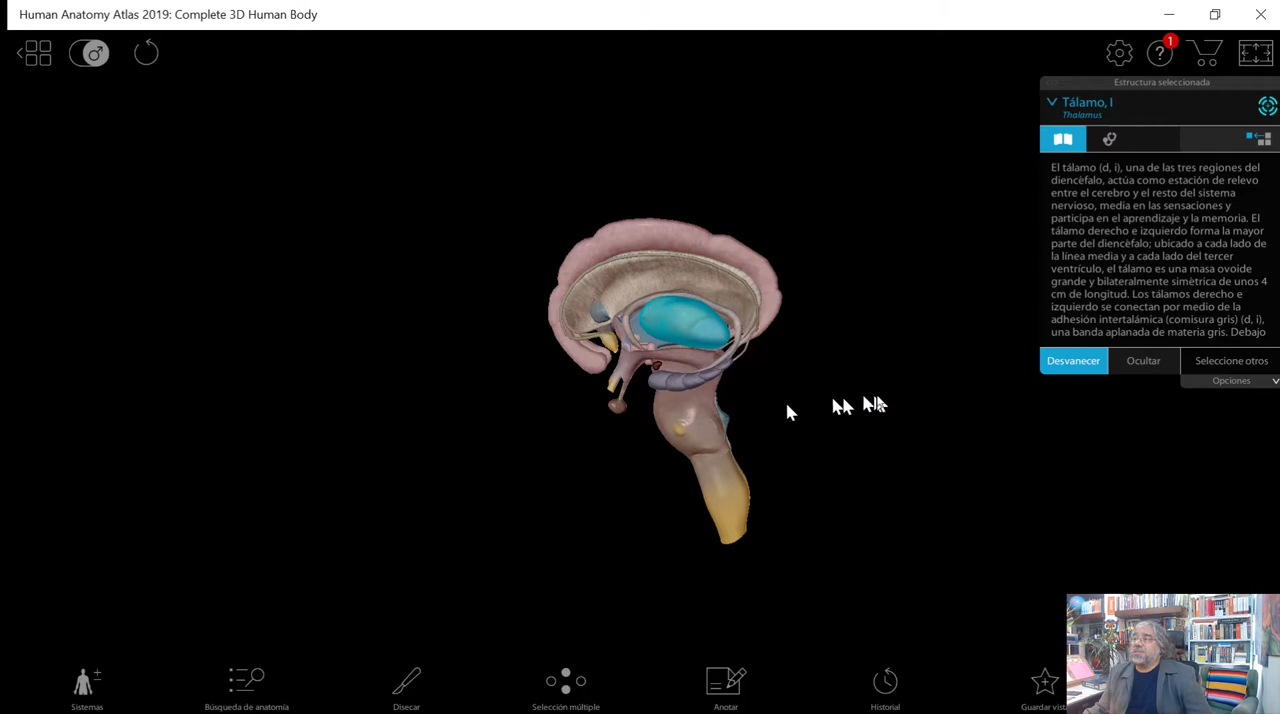 Human Anatomy Atlas 2019: Complete 3D Human Body
1
Estructura seleccionada
Tálamo, I
Thalamus
El tálamo (d, i), una de las tres regiones del
diencèfalo, actúa como estación de relevo
entre el cerebro y el resto del sistema
nervioso, media en las sensaciones y
participa en el aprendizaje y la memoria. El
tálamo derecho e izquierdo forma la mayor
parte del diencèfalo; ubicado a cada lado de
la línea media y a cada lado del tercer
ventrículo, el tálamo es una masa ovoide
grande y bilateralmente simètrica de unos 4
cm de longitud. Los tálamos derecho e
izquierdo se conectan por medio de la
adhesión intertalámica (comisura gris) (d, i),
una banda aplanada de materia gris. Debajo
Desvanecer
Ocultar
Seleccione otros
Opciones
Sistemas
Búsqueda de anatomía
Disecar
Selección múltiple
Anotar
Historial
Guardar vist